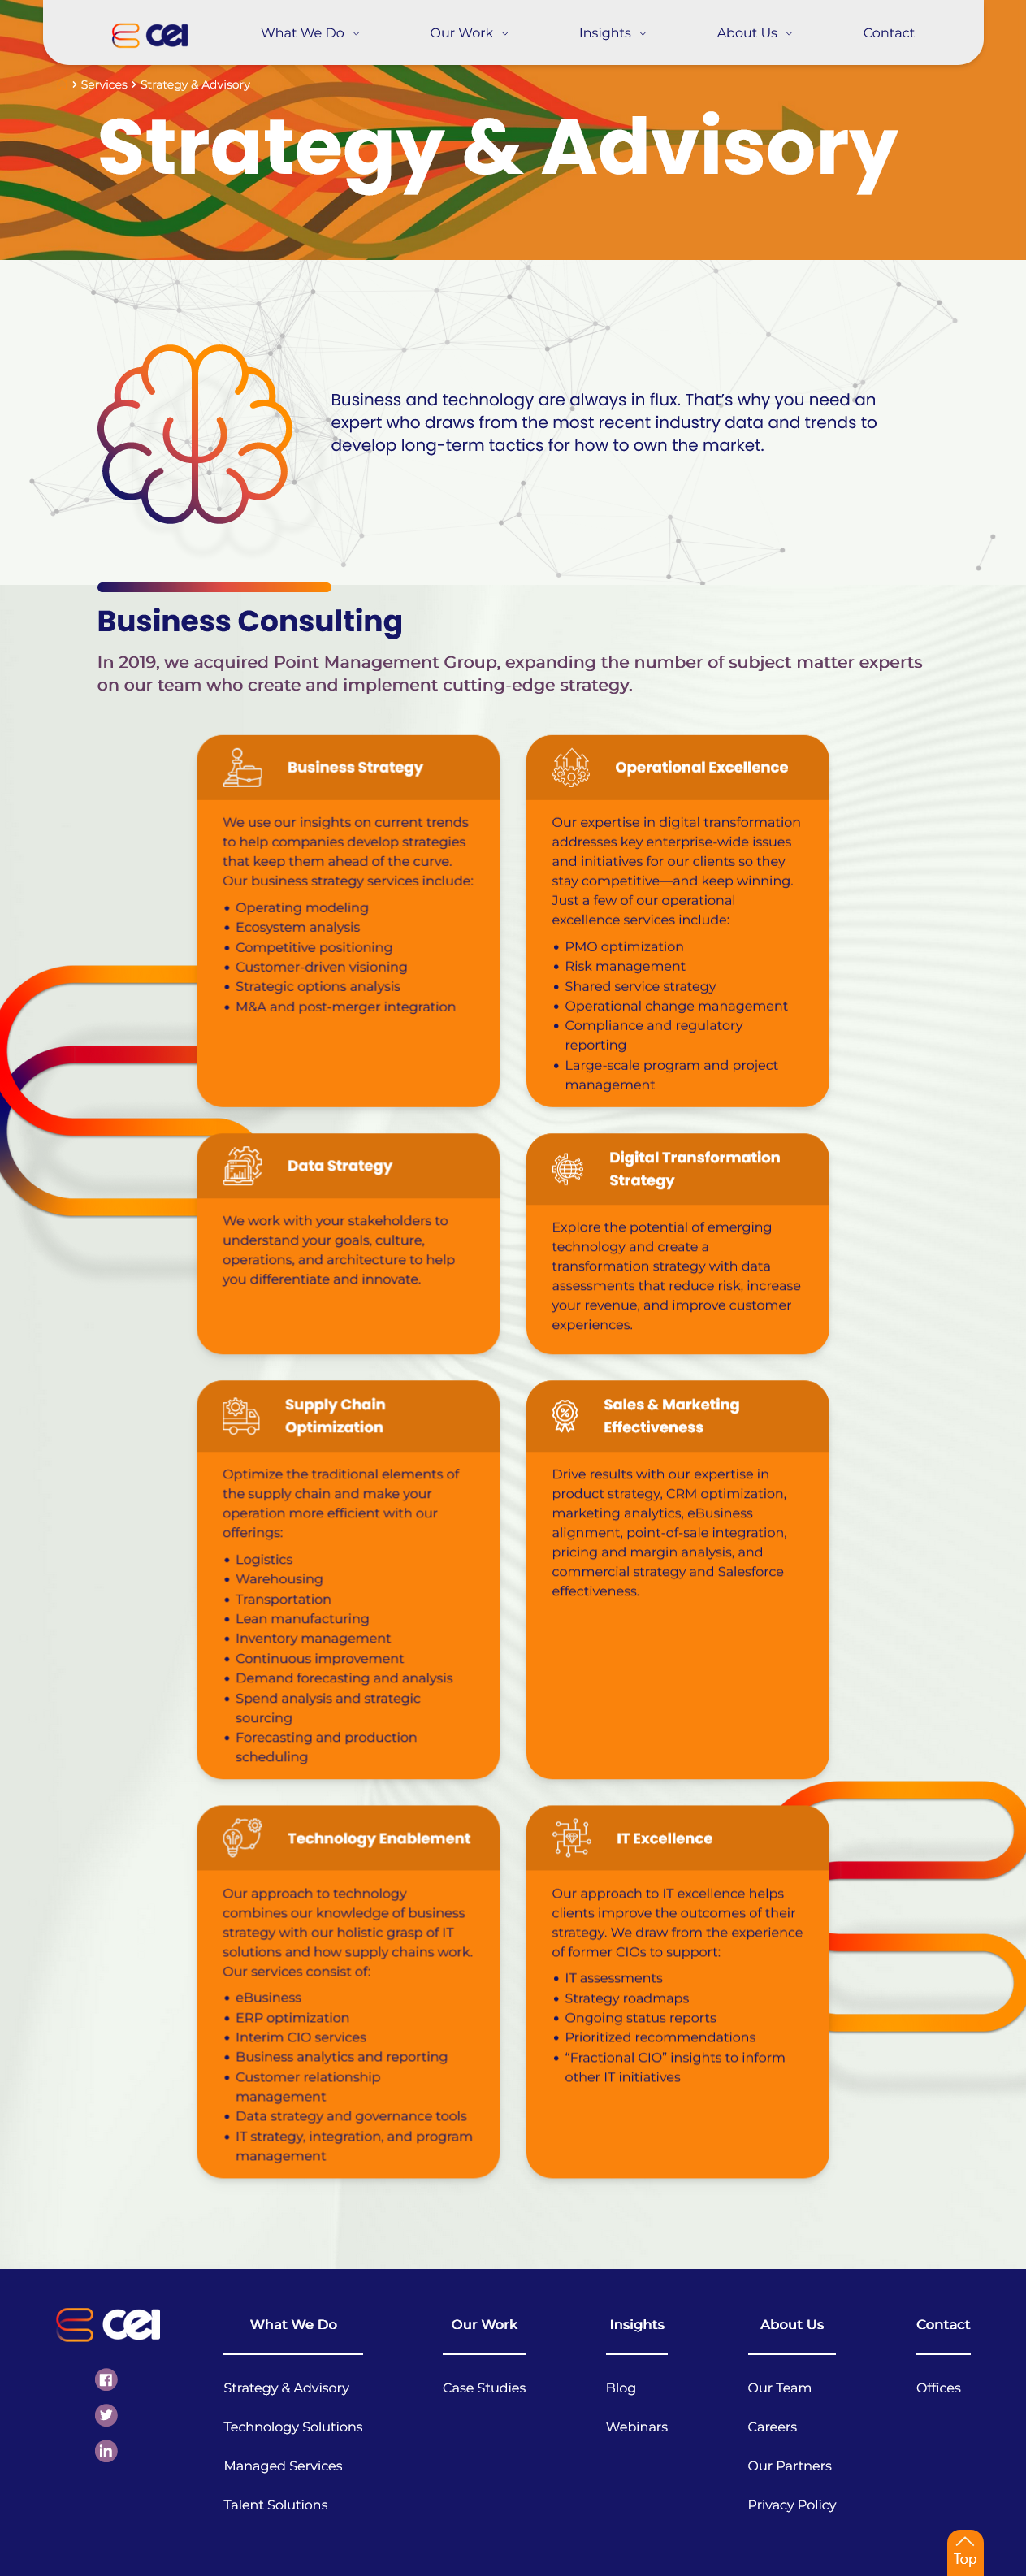 cei
What We Do
Our Work
Insights
About Us
Contact
Services
Strategy & Advisory
Strategy & Advisory
Business and technology are always in flux. That's why you need an
expert who draws from the most recent industry data and trends to
develop long-term tactics for how to own the market.
Business Consulting
In 2019, we acquired Point Management Group, expanding the number of subject matter experts
on our team who create and implement cutting-edge strategy.
Business Strategy
We use our insights on current trends
to help companies develop strategies
that keep them ahead of the curve.
Our business strategy services include:
• Operating modeling
• Ecosystem analysis
• Competitive positioning
• Customer-driven visioning
• Strategic options analysis
• M&A and post-merger integration
Operational Excellence
Our expertise in digital transformation
addresses key enterprise-wide issues
and initiatives for our clients so they
stay competitive—and keep winning.
Just a few of our operational
excellence services include:
• PMO optimization
• Risk management
• Shared service strategy
• Operational change management
• Compliance and regulatory
reporting
• Large-scale program and project
management
Data Strategy
We work with your stakeholders to
understand your goals, culture,
operations, and architecture to help
you differentiate and innovate.
Digital Transformation
Strategy
Explore the potential of emerging
technology and create a
transformation strategy with data
assessments that reduce risk, increase
your revenue, and improve customer
experiences.
Supply Chain
Optimization
Optimize the traditional elements of
the supply chain and make your
operation more efficient with our
offerings:
• Logistics
• Warehousing
• Transportation
• Lean manufacturing
• Inventory management
• Continuous improvement
• Demand forecasting and analysis
• Spend analysis and strategic
sourcing
• Forecasting and production
scheduling
Sales & Marketing
Effectiveness
Drive results with our expertise in
product strategy, CRM optimization,
marketing analytics, eBusiness
alignment, point-of-sale integration,
pricing and margin analysis, and
commercial strategy and Salesforce
effectiveness.
Technology Enablement
Our approach to technology
combines our knowledge of business
strategy with our holistic grasp of IT
solutions and how supply chains work.
Our services consist of:
• eBusiness
• ERP optimization
• Interim CIO services
• Business analytics and reporting
• Customer relationship
management
• Data strategy and governance tools
• IT strategy, integration, and program
management
IT Excellence
Our approach to IT excellence helps
clients improve the outcomes of their
strategy. We draw from the experience
of former CIOs to support:
• IT assessments
• Strategy roadmaps
• Ongoing status reports
• Prioritized recommendations
• “Fractional CIO” insights to inform
other IT initiatives
cei
What We Do
Strategy & Advisory
Technology Solutions
Managed Services
Talent Solutions
Our Work
Case Studies
Insights
Blog
Webinars
About Us
Our Team
Careers
Our Partners
Privacy Policy
Contact
Offices
Top